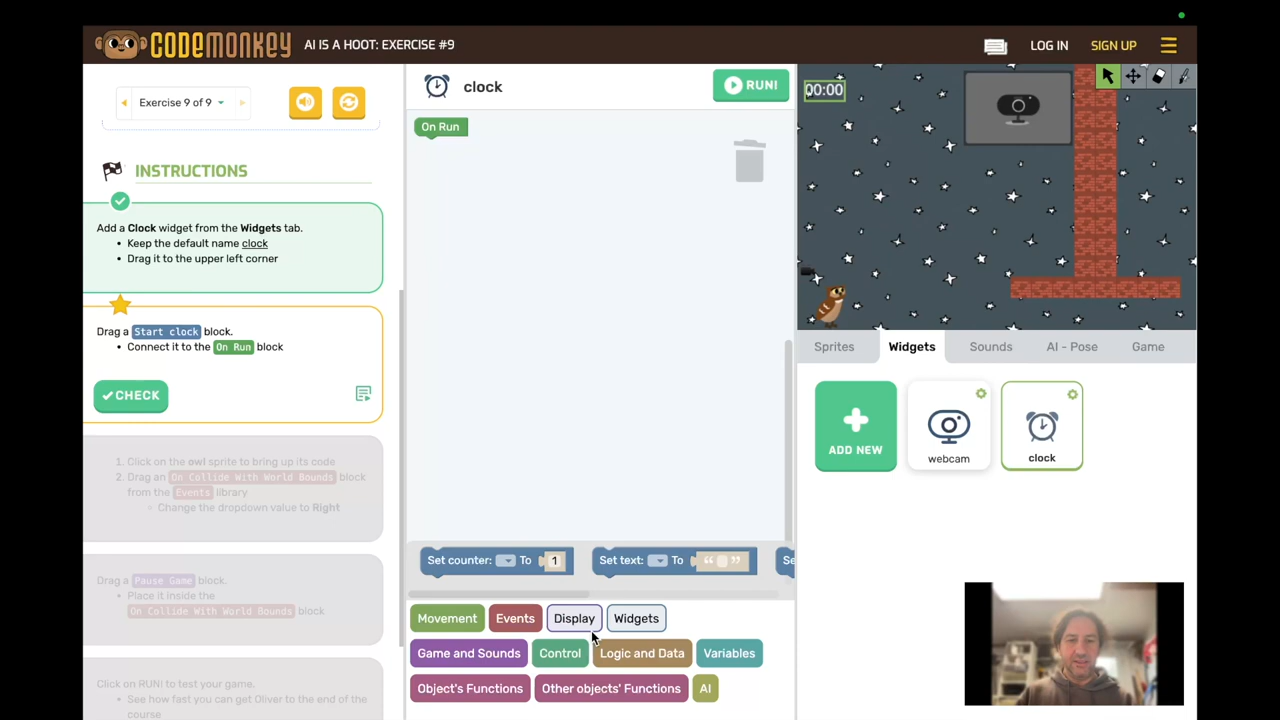 CODEMONKEY
AI IS A HOOT: EXERCISE #9
LOG IN
SIGN UP
Exercise 9 of 9
INSTRUCTIONS
Add a Clock widget from the Widgets tab.
Keep the default name clock
Drag it to the upper left corner
Drag a Start clock block.
Connect it to the On Run block
CHECK
1. Click on the owl sprite to bring up its code
2. Drag an On Collide With World Bounds block
from the Events library
Change the dropdown value to Right
Drag a Pause Game block.
Place it inside the
On Collide With World Bounds block
Click on RUN! to test your game.
See how fast you can get Oliver to the end of the
course
clock
RUN!
On Run
Set counter: To 1
Set text: To “ ”
Se
Movement
Events
Display
Widgets
Game and Sounds
Control
Logic and Data
Variables
Object's Functions
Other objects' Functions
AI
00:00
Sprites
Widgets
Sounds
AI - Pose
Game
ADD NEW
webcam
clock